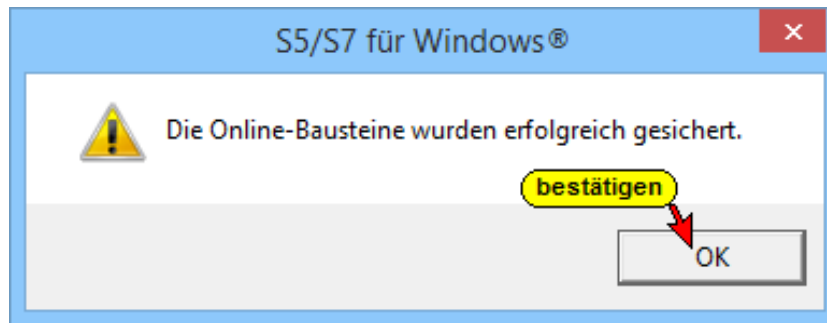 S5/S7 für Windows®
Die Online-Bausteine wurden erfolgreich gesichert.
bestätigen
OK